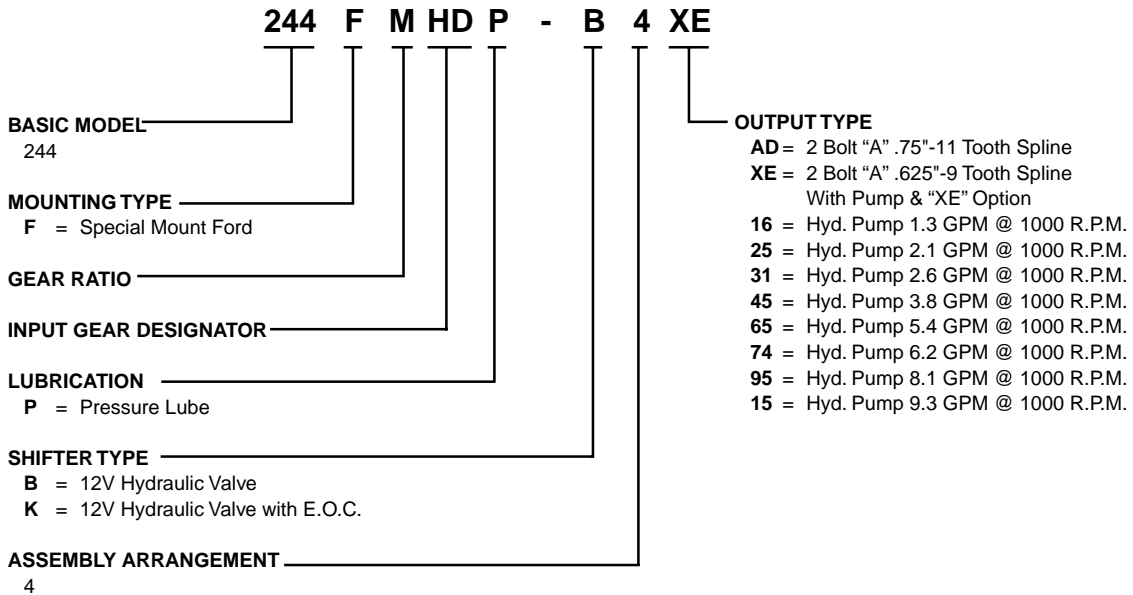 244 F M HD P - B 4 XE
BASIC MODEL
244
MOUNTING TYPE
F = Special Mount Ford
GEAR RATIO
INPUT GEAR DESIGNATOR
LUBRICATION
P = Pressure Lube
SHIFTER TYPE
B = 12V Hydraulic Valve
K = 12V Hydraulic Valve with E.O.C.
ASSEMBLY ARRANGEMENT
4
OUTPUT TYPE
AD = 2 Bolt “A” .75"-11 Tooth Spline
XE = 2 Bolt “A” .625"-9 Tooth Spline
With Pump & “XE” Option
16 = Hyd. Pump 1.3 GPM @ 1000 R.P.M.
25 = Hyd. Pump 2.1 GPM @ 1000 R.P.M.
31 = Hyd. Pump 2.6 GPM @ 1000 R.P.M.
45 = Hyd. Pump 3.8 GPM @ 1000 R.P.M.
65 = Hyd. Pump 5.4 GPM @ 1000 R.P.M.
74 = Hyd. Pump 6.2 GPM @ 1000 R.P.M.
95 = Hyd. Pump 8.1 GPM @ 1000 R.P.M.
15 = Hyd. Pump 9.3 GPM @ 1000 R.P.M.